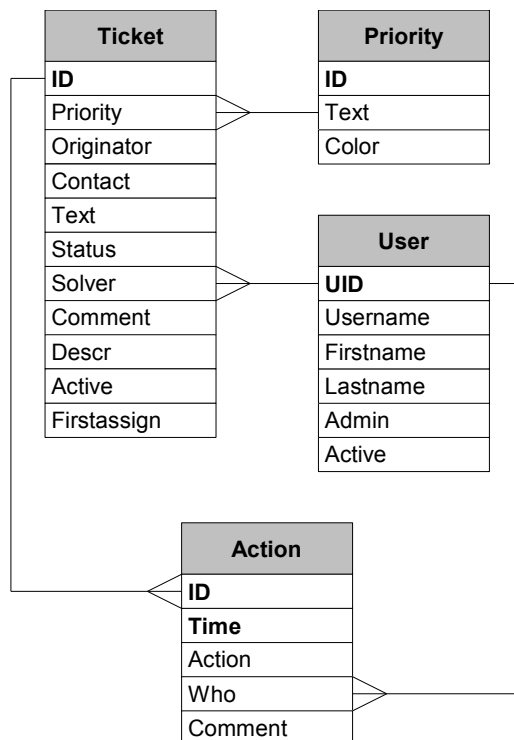 Ticket
ID
Priority
Originator
Contact
Text
Status
Solver
Comment
Descr
Active
Firstassign
Priority
ID
Text
Color
User
UID
Username
Firstname
Lastname
Admin
Active
Action
ID
Time
Action
Who
Comment